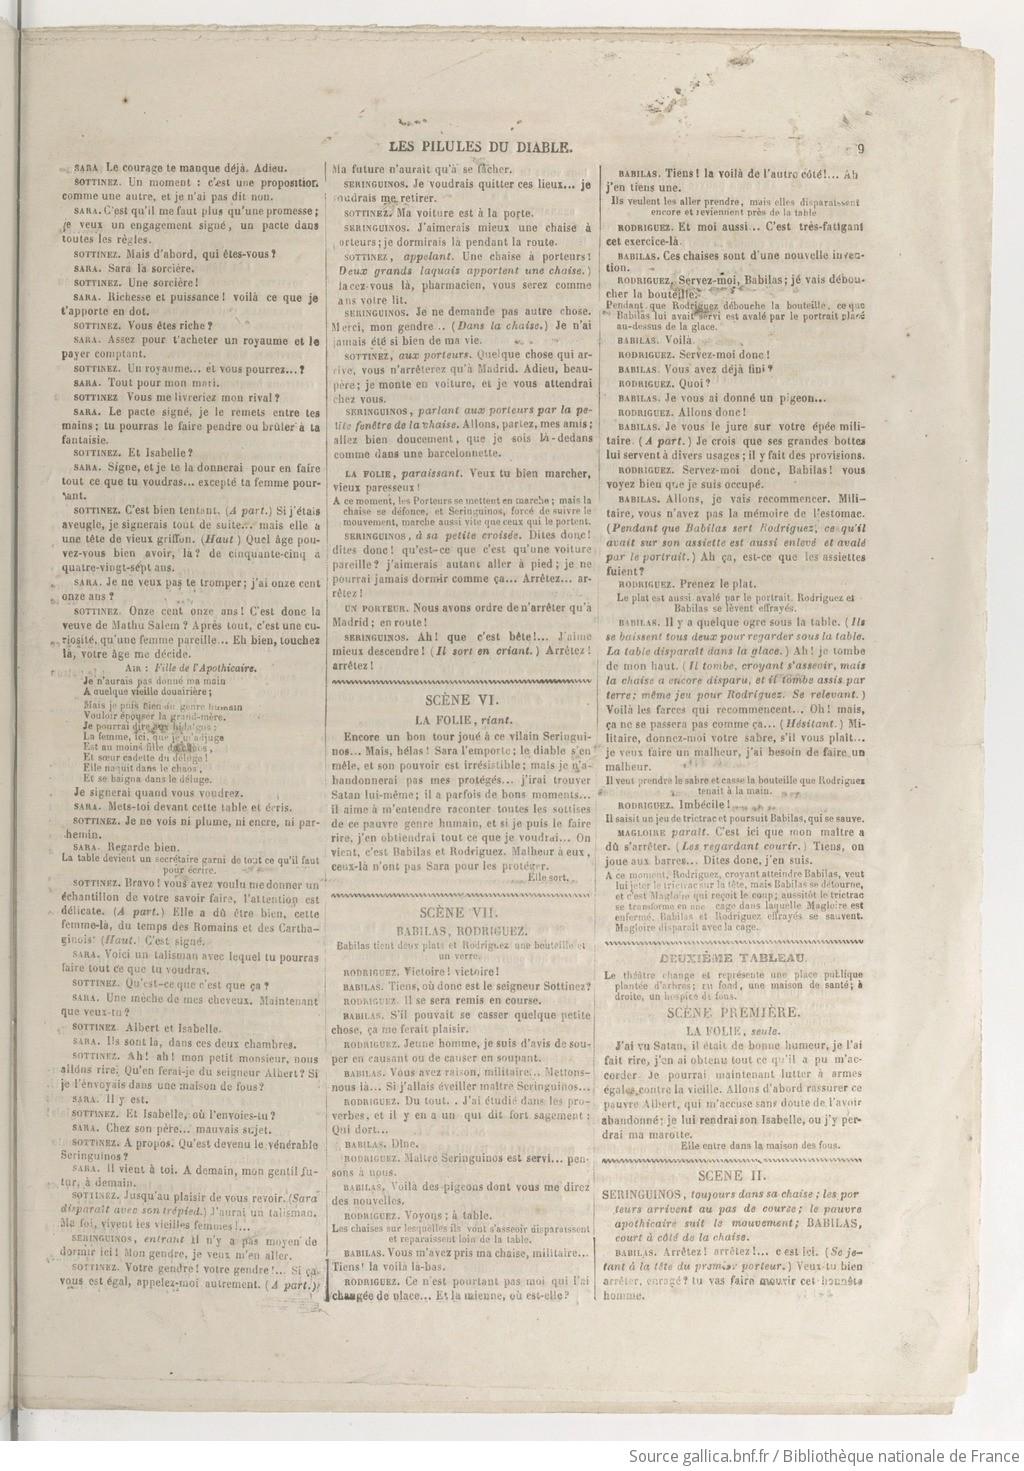 LES PILULES DU DIABLE.
9
SARA. Le courage te manque déjà. Adieu.
SOTTINEZ. Un moment : c'est une proposition
comme une autre, et je n'ai pas dit non.
SARA. C'est qu'il me faut plus qu'une promesse ;
je veux un engagement signé, un pacte dans
toutes les règles.
SOTTINEZ. Mais d'abord, qui êtes-vous ?
SARA. Sara la sorcière.
SOTTINEZ. Une sorcière !
SARA. Richesse et puissance ! voilà ce que je
t'apporte en dot.
SOTTINEZ. Vous êtes riche ?
SARA. Assez pour t'acheter un royaume et le
payer comptant.
SOTTINEZ. Un royaume... et vous pourrez...?
SARA. Tout pour mon mari.
SOTTINEZ Vous me livreriez mon rival ?
SARA. Le pacte signé, je le remets entre tes
mains ; tu pourras le faire pendre ou brûler à ta
fantaisie.
SOTTINEZ. Et Isabelle ?
SARA. Signe, et je te la donnerai pour en faire
tout ce que tu voudras... excepté ta femme pour-
tant.
SOTTINEZ. C'est bien tentant. (A part.) Si j'étais
aveugle, je signerais tout de suite... mais elle a
une tête de vieux griffon. (Haut ) Quel âge pou-
vez-vous bien avoir, là ? de cinquante-cinq à
quatre-vingt-sept ans.
SARA. Je ne veux pas te tromper ; j'ai onze cent
onze ans ?
SOTTINEZ. Onze cent onze ans ! C'est donc la
veuve de Mathu Salem ? Après tout, c'est une cu-
riosité, qu'une femme pareille... Eh bien, touchez
là, votre âge me décide.
AIR : Fille de l'Apothicaire.
Je n'aurais pas donné ma main
A quelque vieille douairière ;
Mais je puis bien du genre humain
Vouloir épouser la grand-mère.
Je pourrai dire aux hidalgos :
La femme, ici, que je m'adjuge
Est au moins fille du chaos,
Et sœur cadette du déluge !
Elle naquit dans le chaos,
Et se baigna dans le déluge.
Je signerai quand vous voudrez.
SARA. Mets-toi devant cette table et écris.
SOTTINEZ. Je ne vois ni plume, ni encre, ni par-
chemin.
SARA. Regarde bien.
La table devient un secrétaire garni de tout ce qu'il faut
pour écrire.
SOTTINEZ. Bravo ! vous avez voulu me donner un
échantillon de votre savoir faire, l'attention est
délicate. (A part.) Elle a dû être bien, cette
femme-là, du temps des Romains et des Cartha-
ginois ! (Haut. C'est signé.
SARA. Voici un talisman avec lequel tu pourras
faire tout ce que tu voudras.
SOTTINEZ. Qu'est-ce que c'est que ça ?
SARA. Une mèche de mes cheveux. Maintenant
que veux-tu ?
SOTTINEZ Albert et Isabelle.
SARA. Ils sont là, dans ces deux chambres.
SOTTINEZ. Ah ! ah ! mon petit monsieur, nous
allons rire. Qu'en ferai-je du seigneur Albert ? Si
je l'envoyais dans une maison de fous ?
SARA. Il y est.
SOTTINEZ. Et Isabelle, où l'envoies-tu ?
SARA. Chez son père... mauvais sujet.
SOTTINEZ. A propos. Qu'est devenu le vénérable
Seringuinos ?
SARA. Il vient à toi. A demain, mon gentil fu-
tur, à demain.
SOTTINEZ. Jusqu'au plaisir de vous revoir. (Sara
disparaît avec son trépied.) J'aurai un talisman.
Ma foi, vivent les vieilles femmes !...
SERINGUINOS, entrant Il n'y a pas moyen de
dormir ici ! Mon gendre, je veux m'en aller.
SOTTINEZ. Votre gendre ! votre gendre !... Si ça
vous est égal, appelez-moi autrement. (A part.)
Ma future n'aurait qu'à se fâcher.
SERINGUINOS. Je voudrais quitter ces lieux... je
voudrais me retirer.
SOTTINEZ. Ma voiture est à la porte.
SERINGUINOS. J'aimerais mieux une chaise à
porteurs ; je dormirais là pendant la route.
SOTTINEZ, appelant. Une chaise à porteurs !
Deux grands laquais apportent une chaise.)
lacez-vous là, pharmacien, vous serez comme
ans votre lit.
SERINGUINOS. Je ne demande pas autre chose.
Merci, mon gendre .. (Dans la chaise.) Je n'ai
jamais été si bien de ma vie.
SOTTINEZ, aux porteurs. Quelque chose qui ar-
rive, vous n'arrêterez qu'à Madrid. Adieu, beau-
père ; je monte en voiture, et je vous attendrai
chez vous.
SERINGUINOS, parlant aux porteurs par la pe-
tite fenêtre de la chaise. Allons, partez, mes amis ;
allez bien doucement, que je sois là-dedans
comme dans une barcelonnette.
LA FOLIE, paraissant. Veux tu bien marcher,
vieux paresseux !
A ce moment, les Porteurs se mettent en marche ; mais la
chaise se défonce, et Seringuinos, forcé de suivre le
mouvement, marche aussi vite que ceux qui le portent.
SERINGUINOS, à sa petite croisée. Dites donc !
dites donc ! qu'est-ce que c'est qu'une voiture
pareille ? j'aimerais autant aller à pied ; je ne
pourrai jamais dormir comme ça... Arrêtez... ar-
rêtez !
UN PORTEUR. Nous avons ordre de n'arrêter qu'à
Madrid ; en route !
SERINGUINOS. Ah ! que c'est bête !... J'aime
mieux descendre ! (Il sort en criant.) Arrêtez !
arrêtez !
SCÈNE VI.
LA FOLIE, riant.
Encore un bon tour joué à ce vilain Seringui-
nos... Mais, hélas ! Sara l'emporte ; le diable s'en
mêle, et son pouvoir est irrésistible ; mais je n'a-
bandonnerai pas mes protégés... j'irai trouver
Satan lui-même ; il a parfois de bons moments...
il aime à m'entendre raconter toutes les sottises
de ce pauvre genre humain, et si je puis le faire
rire, j'en obtiendrai tout ce que je voudrai... On
vient, c'est Babilas et Rodriguez. Malheur à eux,
ceux-là n'ont pas Sara pour les protéger.
Elle sort.
SCÈNE VII.
BABILAS, RODRIGUEZ.
Babilas tient deux plats et Rodriguez une bouteille et
un verre.
RODRIGUEZ. Victoire ! victoire !
BABILAS. Tiens, où donc est le seigneur Sottinez ?
RODRIGUEZ. Il se sera remis en course.
BABILAS. S'il pouvait se casser quelque petite
chose, ça me ferait plaisir.
RODRIGUEZ. Jeune homme, je suis d'avis de sou-
per en causant ou de causer en soupant.
BABILAS. Vous avez raison, militaire... Mettons-
nous là... Si j'allais éveiller maître Seringuinos...
RODRIGUEZ. Du tout. . J'ai étudié dans les pro-
verbes, et il y en a un qui dit fort sagement :
Qui dort...
BABILAS. Dîne.
RODRIGUEZ. Maître Seringuinos est servi... pen-
sons à nous.
BABILAS. Voilà des pigeons dont vous me direz
des nouvelles.
RODRIGUEZ. Voyons ; à table.
Les chaises sur lesquelles ils vont s'asseoir disparaissent
et reparaissent loin de la table.
BABILAS. Vous m'avez pris ma chaise, militaire...
Tiens ! la voilà là-bas.
RODRIGUEZ. Ce n'est pourtant pas moi qui l'ai
changée de place... Et la mienne, où est-elle ?
BABILAS. Tiens ! la voilà de l'autre côté !... Ah
j'en tiens une.
Ils veulent les aller prendre, mais elles disparaissent
encore et reviennent près de la table
RODRIGUEZ. Et moi aussi... C'est très-fatigant
cet exercice-là
BABILAS. Ces chaises sont d'une nouvelle inven-
tion.
RODRIGUEZ. Servez-moi, Babilas ; je vais débou-
cher la bouteille.
Pendant que Rodriguez débouche la bouteille, ce que
Babilas lui avait servi est avalé par le portrait placé
au-dessus de la glace.
BABILAS. Voilà.
RODRIGUEZ. Servez-moi donc !
BABILAS. Vous avez déjà fini ?
RODRIGUEZ. Quoi ?
BABILAS. Je vous ai donné un pigeon...
RODRIGUEZ. Allons donc !
BABILAS. Je vous le jure sur votre épée mili-
taire. (A part.) Je crois que ses grandes bottes
lui servent à divers usages ; il y fait des provisions.
RODRIGUEZ. Servez-moi donc, Babilas ! vous
voyez bien que je suis occupé.
BABILAS. Allons, je vais recommencer. Mili-
taire, vous n'avez pas la mémoire de l'estomac.
(Pendant que Babilas sert Rodriguez, ce qu'il
avait sur son assiette est aussi enlevé et avalé
par le portrait.) Ah ça, est-ce que les assiettes
fuient ?
RODRIGUEZ. Prenez le plat.
Le plat est aussi avalé par le portrait. Rodriguez et
Babilas se lèvent effrayés.
BABILAS. Il y a quelque ogre sous la table. (Ils
se baissent tous deux pour regarder sous la table.
La table disparaît dans la glace.) Ah ! je tombe
de mon haut. (Il tombe, croyant s'asseoir, mais
la chaise a encore disparu, et il tombe assis par
terre ; même jeu pour Rodriguez. Se relevant.)
Voilà les farces qui recommencent... Oh ! mais,
ça ne se passera pas comme ça... (Hésitant.) Mi-
litaire, donnez-moi votre sabre, s'il vous plaît...
je veux faire un malheur, j'ai besoin de faire un
malheur.
Il veut prendre le sabre et casse la bouteille que Rodriguez
tenait à la main.
RODRIGUEZ. Imbécile !
Il saisit un jeu de trictrac et poursuit Babilas, qui se sauve.
MAGLOIRE paraît. C'est ici que mon maître a
dû s'arrêter. (Les regardant courir.) Tiens, on
joue aux barres... Dites donc, j'en suis.
A ce moment, Rodriguez, croyant atteindre Babilas, veut
lui jeter le trictrac sur la tête, mais Babilas se détourne,
et c'est Magloire qui reçoit le coup ; aussitôt le trictrac
se transforme en une cage dans laquelle Magloire est
enfermé. Babilas et Rodriguez effrayés se sauvent.
Magloire disparaît avec la cage.
DEUXIÈME TABLEAU.
Le théâtre change et représente une place publique
plantée d'arbres ; au fond, une maison de santé ; à
droite, un hospice de fous.
SCÈNE PREMIÈRE.
LA FOLIE, seule.
J'ai vu Satan, il était de bonne humeur, je l'ai
fait rire, j'en ai obtenu tout ce qu'il a pu m'ac-
corder. Je pourrai maintenant lutter à armes
égales contre la vieille. Allons d'abord rassurer ce
pauvre Albert, qui m'accuse sans doute de l'avoir
abandonné ; je lui rendrai son Isabelle, ou j'y per-
drai ma marotte.
Elle entre dans la maison des fous.
SCENE II.
SERINGUINOS, toujours dans sa chaise ; les por
teurs arrivent au pas de course ; le pauvre
apothicaire suit le mouvement ; BABILAS,
court à côté de la chaise.
BABILAS. Arrêtez ! arrêtez !... c'est ici. (Se je-
tant à la tête du premier porteur.) Veux-tu bien
arrêter, enragé ? tu vas faire mourir cet honnête
homme.
Source gallica.bnf.fr / Bibliothèque nationale de France